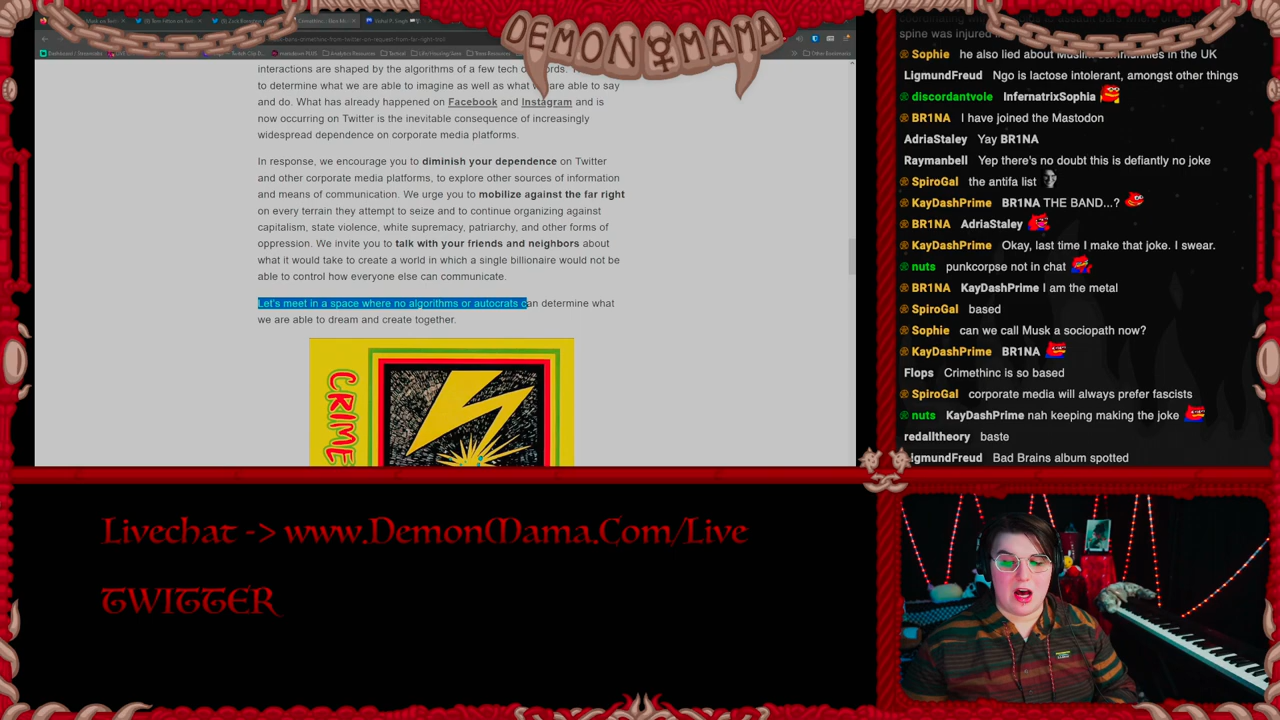 DEMON MAMA
interactions are shaped by the algorithms of a few tech
to determine what we are able to imagine as well as what we are able to say
and do. What has already happened on Facebook and Instagram and is
now occurring on Twitter is the inevitable consequence of increasingly
widespread dependence on corporate media platforms.
In response, we encourage you to diminish your dependence on Twitter
and other corporate media platforms, to explore other sources of information
and means of communication. We urge you to mobilize against the far right
on every terrain they attempt to seize and to continue organizing against
capitalism, state violence, white supremacy, patriarchy, and other forms of
oppression. We invite you to talk with your friends and neighbors about
what it would take to create a world in which a single billionaire would not be
able to control how everyone else can communicate.
Let's meet in a space where no algorithms or autocrats can determine what
we are able to dream and create together.
CRIME
spine was injured
Sophie he also lied about Muslim communities in the UK
LigmundFreud Ngo is lactose intolerant, amongst other things
discordantvole InfernatrixSophia
BR1NA I have joined the Mastodon
AdriaStaley Yay BR1NA
Raymanbell Yep there's no doubt this is defiantly no joke
SpiroGal the antifa list
KayDashPrime BR1NA THE BAND...?
BR1NA AdriaStaley
KayDashPrime Okay, last time I make that joke. I swear.
nuts punkcorpse not in chat
BR1NA KayDashPrime I am the metal
SpiroGal based
Sophie can we call Musk a sociopath now?
KayDashPrime BR1NA
Flops Crimethinc is so based
SpiroGal corporate media will always prefer fascists
nuts KayDashPrime nah keeping making the joke
redalltheory baste
igmundFreud Bad Brains album spotted
Livechat -> www.DemonMama.Com/Live
TWITTER